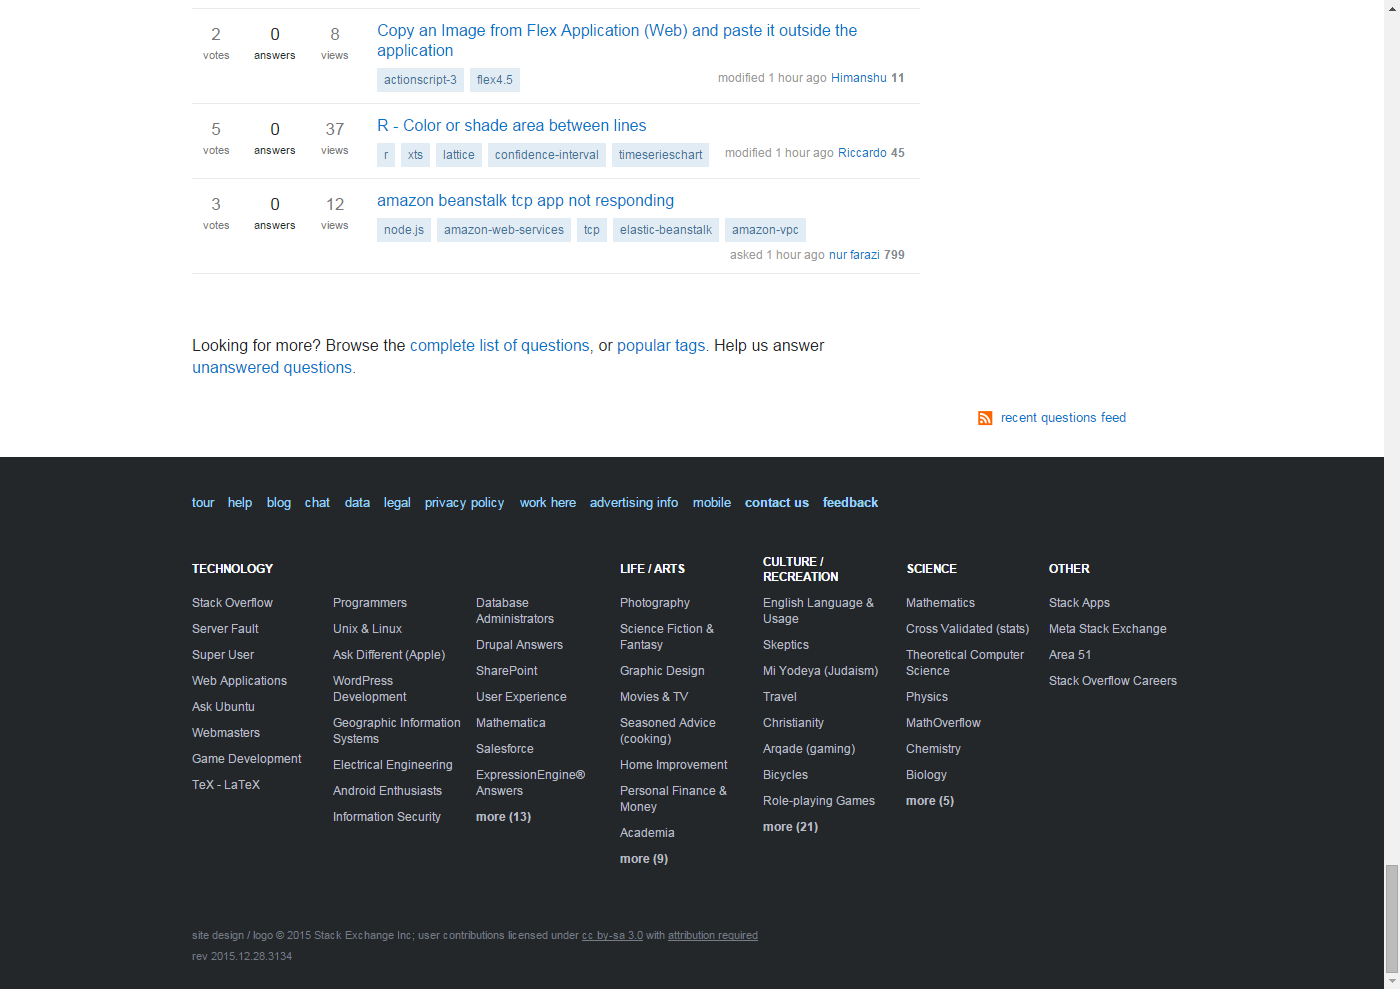 2 votes 0 answers 8 views
Copy an Image from Flex Application (Web) and paste it outside the
application
actionscript-3 flex4.5 modified 1 hour ago Himanshu 11
5 votes 0 answers 37 views
R - Color or shade area between lines
r xts lattice confidence-interval timeserieschart modified 1 hour ago Riccardo 45
3 votes 0 answers 12 views
amazon beanstalk tcp app not responding
node.js amazon-web-services tcp elastic-beanstalk amazon-vpc
asked 1 hour ago nur farazi 799
Looking for more? Browse the complete list of questions, or popular tags. Help us answer
unanswered questions.
recent questions feed
tour help blog chat data legal privacy policy work here advertising info mobile contact us feedback
TECHNOLOGY
Stack Overflow
Server Fault
Super User
Web Applications
Ask Ubuntu
Webmasters
Game Development
TeX - LaTeX
Programmers
Unix & Linux
Ask Different (Apple)
WordPress
Development
Geographic Information
Systems
Electrical Engineering
Android Enthusiasts
Information Security
Database
Administrators
Drupal Answers
SharePoint
User Experience
Mathematica
Salesforce
ExpressionEngine®
Answers
more (13)
LIFE / ARTS
Photography
Science Fiction &
Fantasy
Graphic Design
Movies & TV
Seasoned Advice
(cooking)
Home Improvement
Personal Finance &
Money
Academia
more (9)
CULTURE /
RECREATION
English Language &
Usage
Skeptics
Mi Yodeya (Judaism)
Travel
Christianity
Arqade (gaming)
Bicycles
Role-playing Games
more (21)
SCIENCE
Mathematics
Cross Validated (stats)
Theoretical Computer
Science
Physics
MathOverflow
Chemistry
Biology
more (5)
OTHER
Stack Apps
Meta Stack Exchange
Area 51
Stack Overflow Careers
site design / logo © 2015 Stack Exchange Inc; user contributions licensed under cc by-sa 3.0 with attribution required
rev 2015.12.28.3134